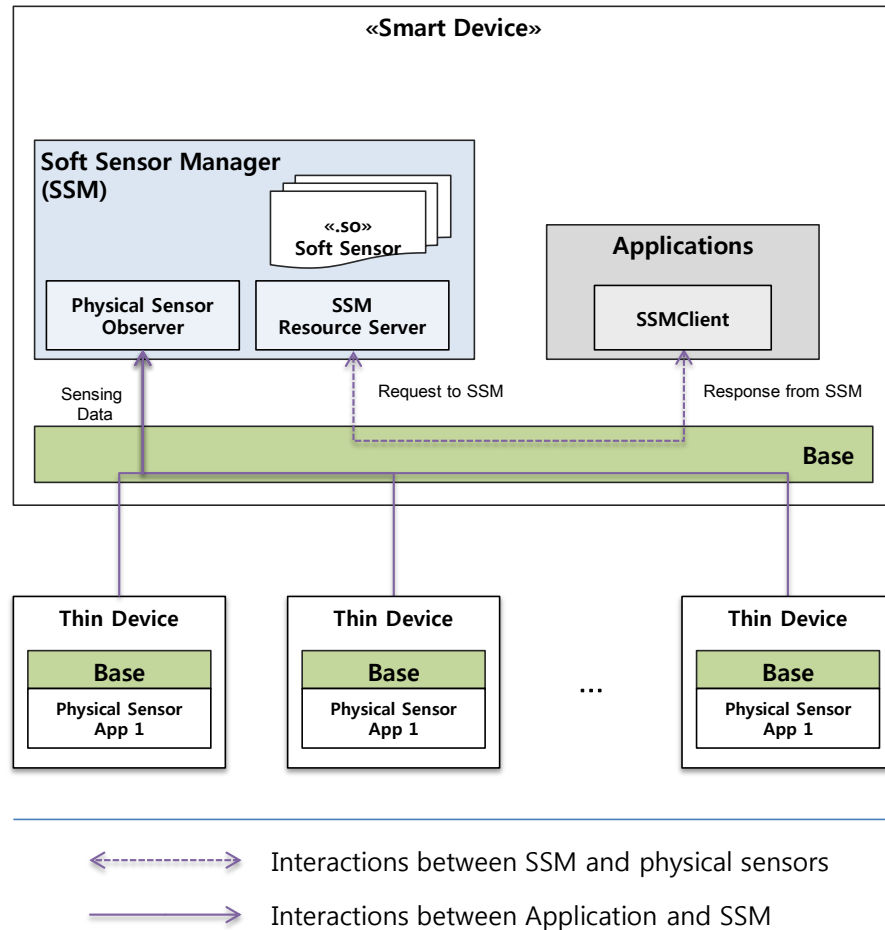 «Smart Device»
Soft Sensor Manager
(SSM)
«.so»
Soft Sensor
Physical Sensor
Observer
SSM
Resource Server
Applications
SSMClient
Sensing
Data
Request to SSM
Response from SSM
Base
Thin Device
Base
Physical Sensor
App 1
Thin Device
Base
Physical Sensor
App 1
...
Thin Device
Base
Physical Sensor
App 1
Interactions between SSM and physical sensors
Interactions between Application and SSM